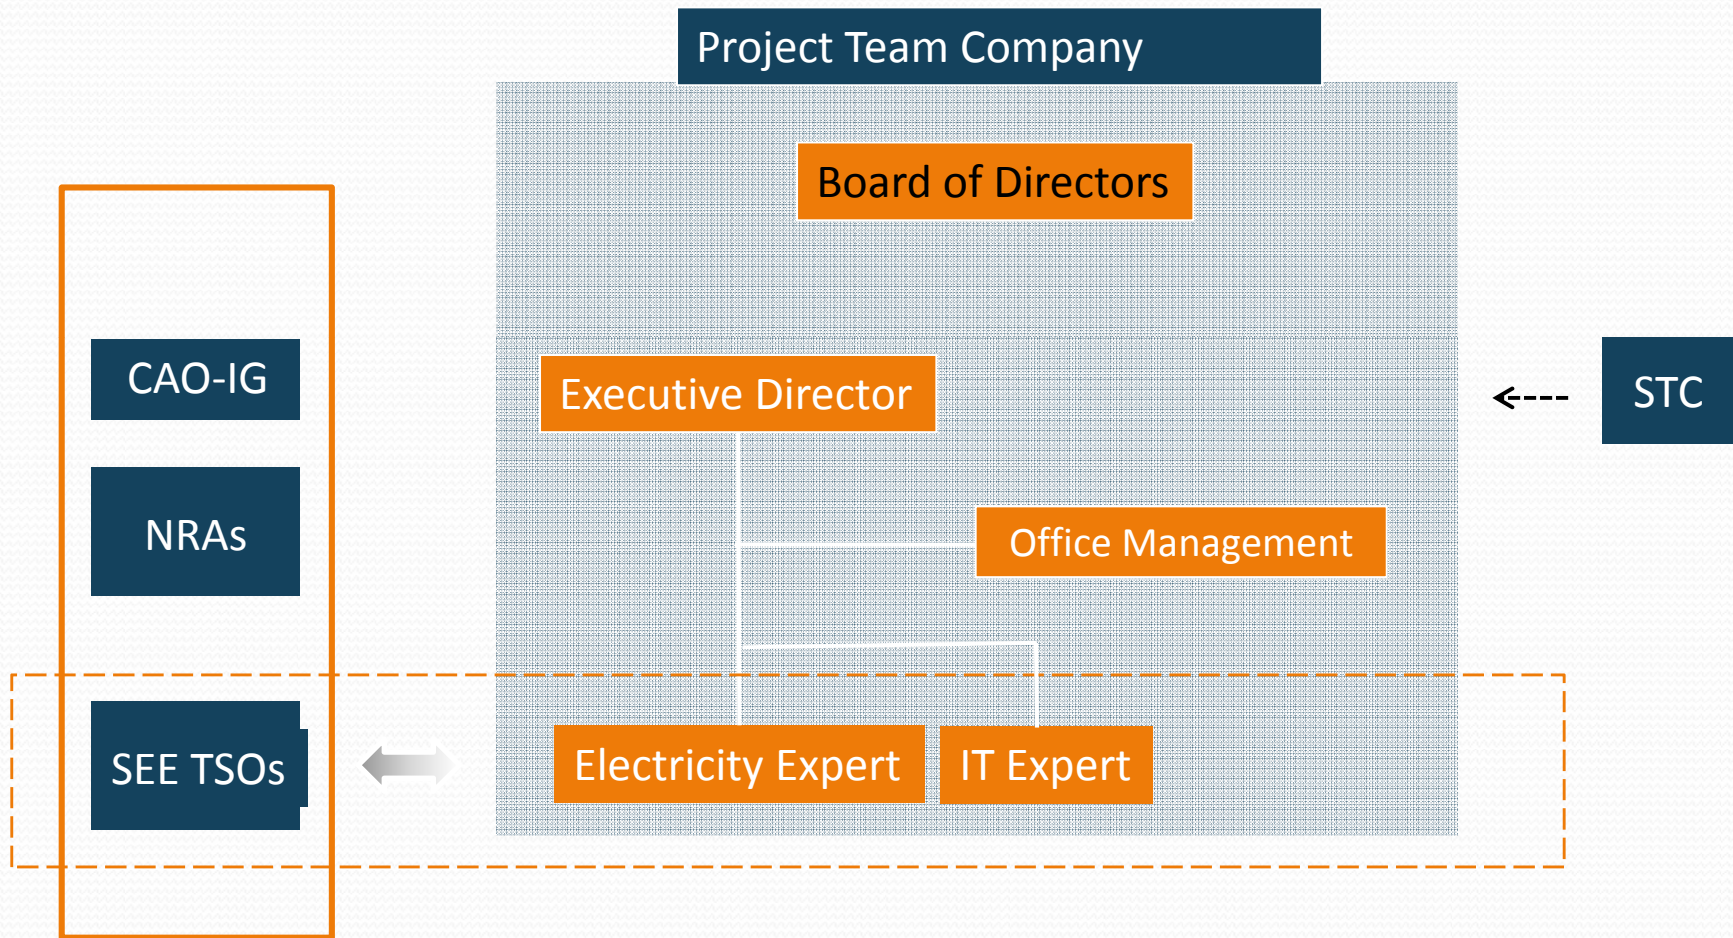 Project Team Company
Board of Directors
CAO-IG
Executive Director
STC
NRAs
Office Management
SEE TSOs
Electricity Expert
IT Expert